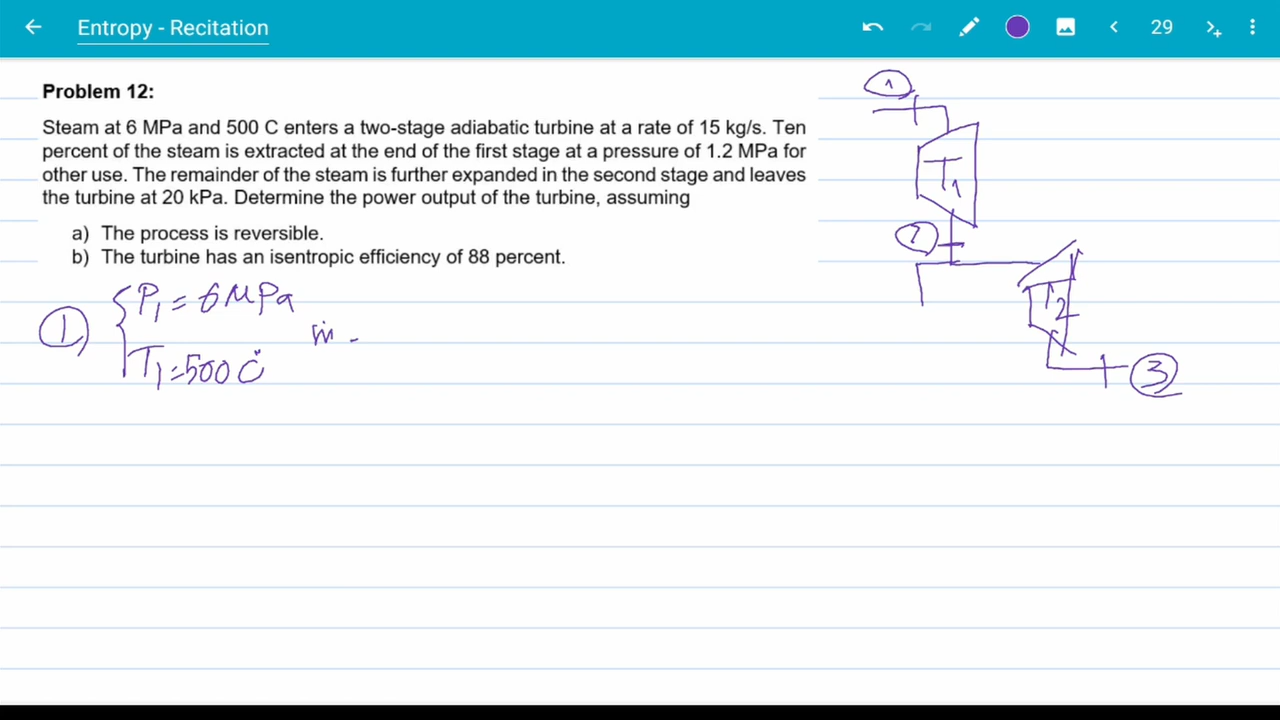 Entropy - Recitation
29
Problem 12:
Steam at 6 MPa and 500 C enters a two-stage adiabatic turbine at a rate of 15 kg/s. Ten
percent of the steam is extracted at the end of the first stage at a pressure of 1.2 MPa for
other use. The remainder of the steam is further expanded in the second stage and leaves
the turbine at 20 kPa. Determine the power output of the turbine, assuming
a) The process is reversible.
b) The turbine has an isentropic efficiency of 88 percent.
1
T1
2
T2
3
1
P1 = 6 MPa
T1 = 500 C°
ṁ -